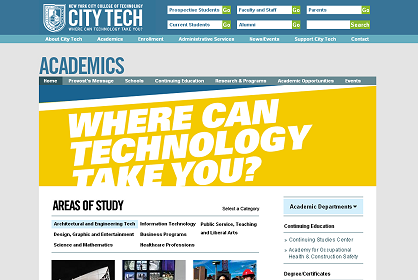 NEW YORK CITY COLLEGE OF TECHNOLOGY
CITY TECH
WHERE CAN TECHNOLOGY TAKE YOU?
Prospective Students Go Faculty and Staff Go Parents Go
Current Students Go Alumni Go Search
About City Tech Academics Enrollment Administrative Services News/Events Support City Tech Contact
ACADEMICS
Home Provost's Message Schools Continuing Education Research & Programs Academic Opportunities Events
WHERE CAN
TECHNOLOGY
TAKE YOU?
AREAS OF STUDY Select a Category
Architectural and Engineering Tech Information Technology Public Service, Teaching and Liberal Arts
Design, Graphic and Entertainment Business Programs
Science and Mathematics Healthcare Professions
Academic Departments
Continuing Education
Continuing Studies Center
Academy for Occupational
Health & Construction Safety
Degree/Certificates